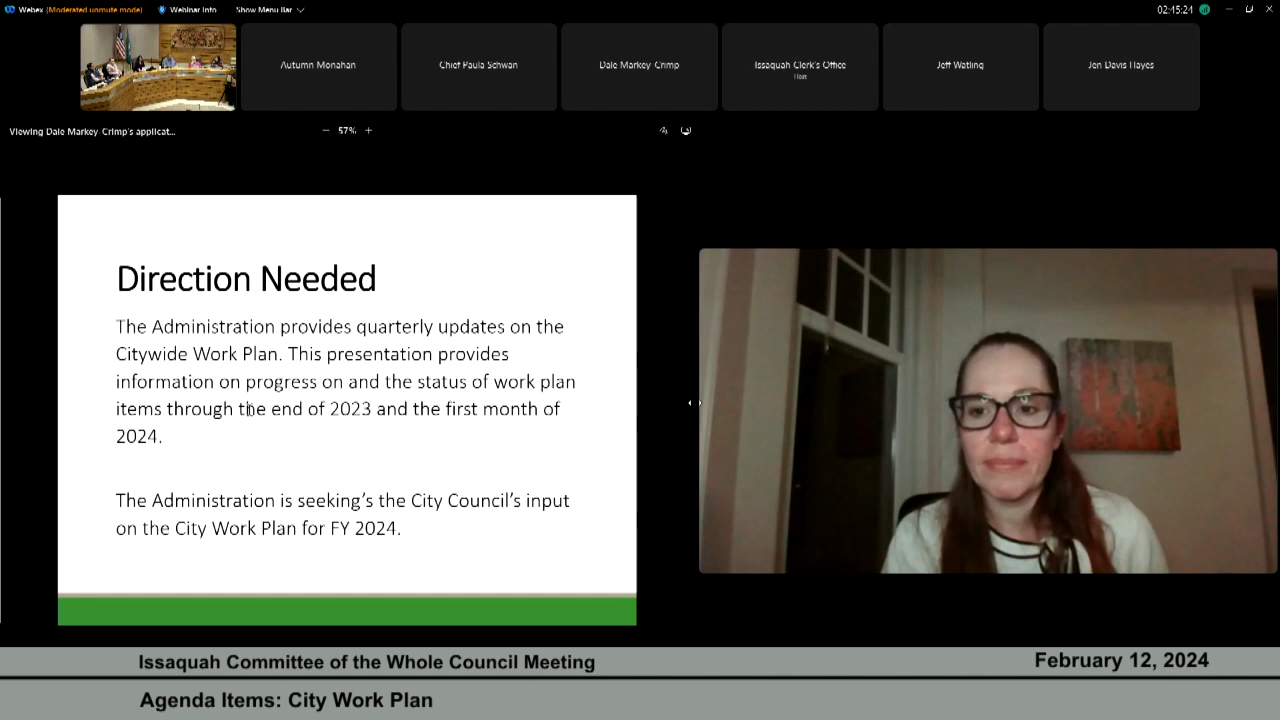 Webex (Moderated unmute mode) Webinar Info Show Menu Bar 02:45:24
Autumn Monahan
Chief Paula Schwan
Dale Markey-Crimp
Issaquah Clerk's Office
Host
Jeff Watling
Jen Davis Hayes
Viewing Dale Markey-Crimp's applicat... 57%
Direction Needed
The Administration provides quarterly updates on the
Citywide Work Plan. This presentation provides
information on progress on and the status of work plan
items through the end of 2023 and the first month of
2024.
The Administration is seeking's the City Council's input
on the City Work Plan for FY 2024.
Issaquah Committee of the Whole Council Meeting
February 12, 2024
Agenda Items: City Work Plan